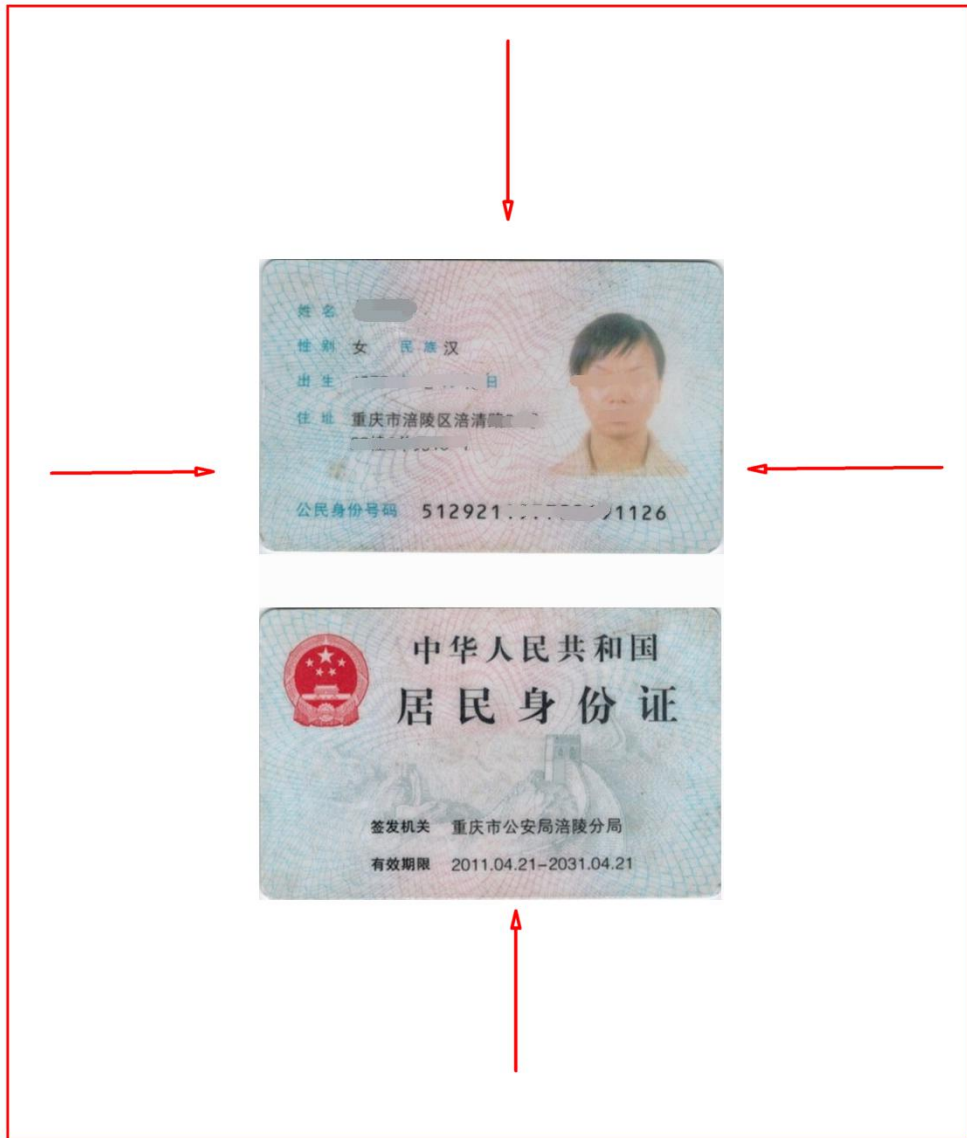 姓名
性别 女 民族 汉
出生 日
住址 重庆市涪陵区涪清
公民身份号码 512921 1126
中华人民共和国
居民身份证
签发机关 重庆市公安局涪陵分局
有效期限 2011.04.21-2031.04.21